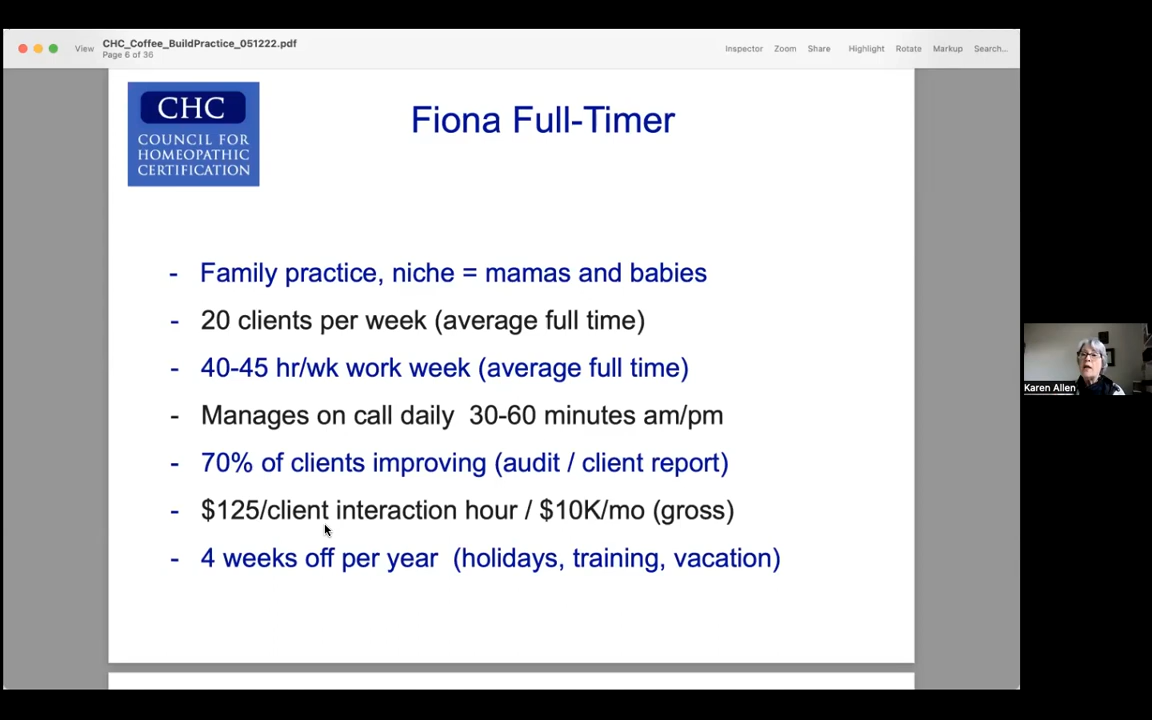 CHC_Coffee_BuildPractice_051222.pdf
Page 6 of 36
View
Inspector Zoom Share Highlight Rotate Markup Search...
CHC
COUNCIL FOR
HOMEOPATHIC
CERTIFICATION
Fiona Full-Timer
- Family practice, niche = mamas and babies
- 20 clients per week (average full time)
- 40-45 hr/wk work week (average full time)
- Manages on call daily 30-60 minutes am/pm
- 70% of clients improving (audit / client report)
- $125/client interaction hour / $10K/mo (gross)
- 4 weeks off per year (holidays, training, vacation)
Karen Allen